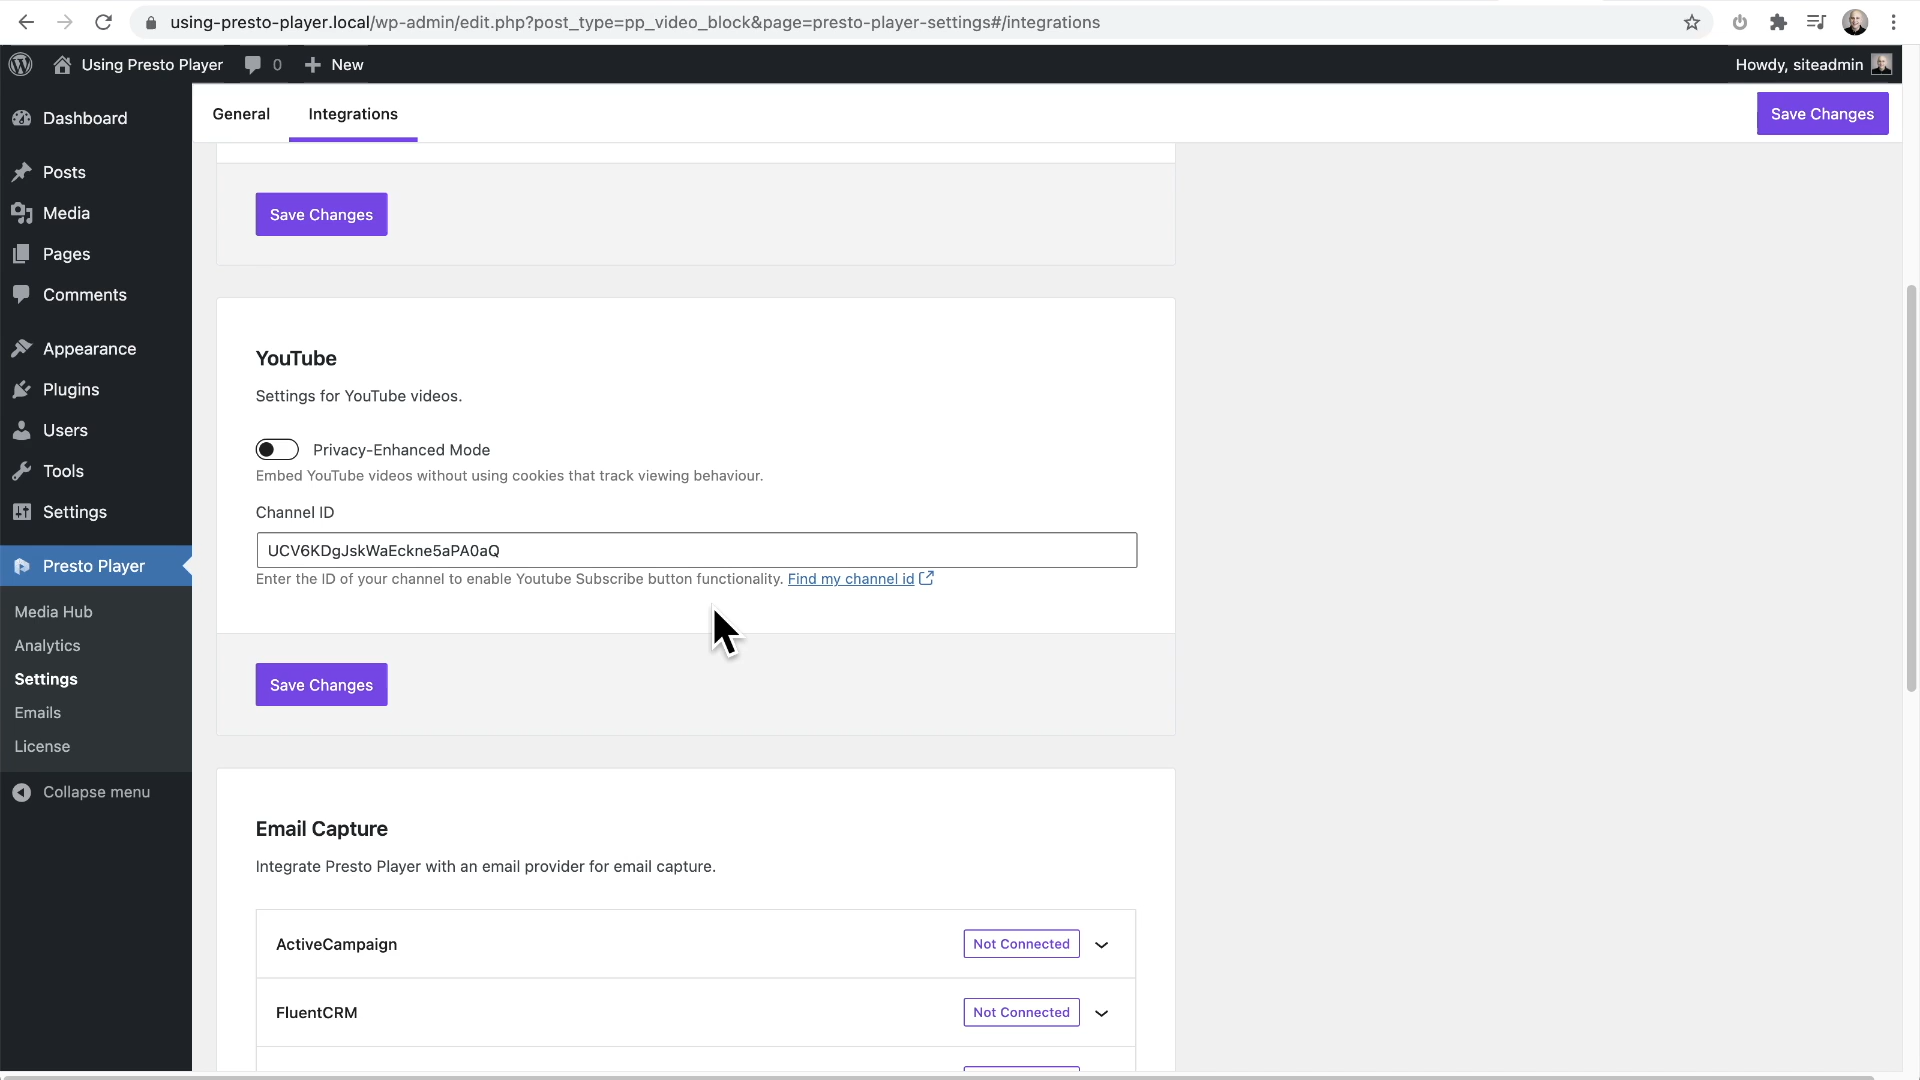 using-presto-player.local/wp-admin/edit.php?post_type=pp_video_block&page=presto-player-settings#/integrations
Using Presto Player 0 New Howdy, siteadmin
General Integrations Save Changes
Dashboard
Posts
Media
Pages
Comments
Appearance
Plugins
Users
Tools
Settings
Presto Player
Media Hub
Analytics
Settings
Emails
License
Collapse menu
Save Changes
YouTube
Settings for YouTube videos.
Privacy-Enhanced Mode
Embed YouTube videos without using cookies that track viewing behaviour.
Channel ID
UCV6KDgJskWaEckne5aPA0aQ
Enter the ID of your channel to enable Youtube Subscribe button functionality. Find my channel id
Save Changes
Email Capture
Integrate Presto Player with an email provider for email capture.
ActiveCampaign Not Connected
FluentCRM Not Connected